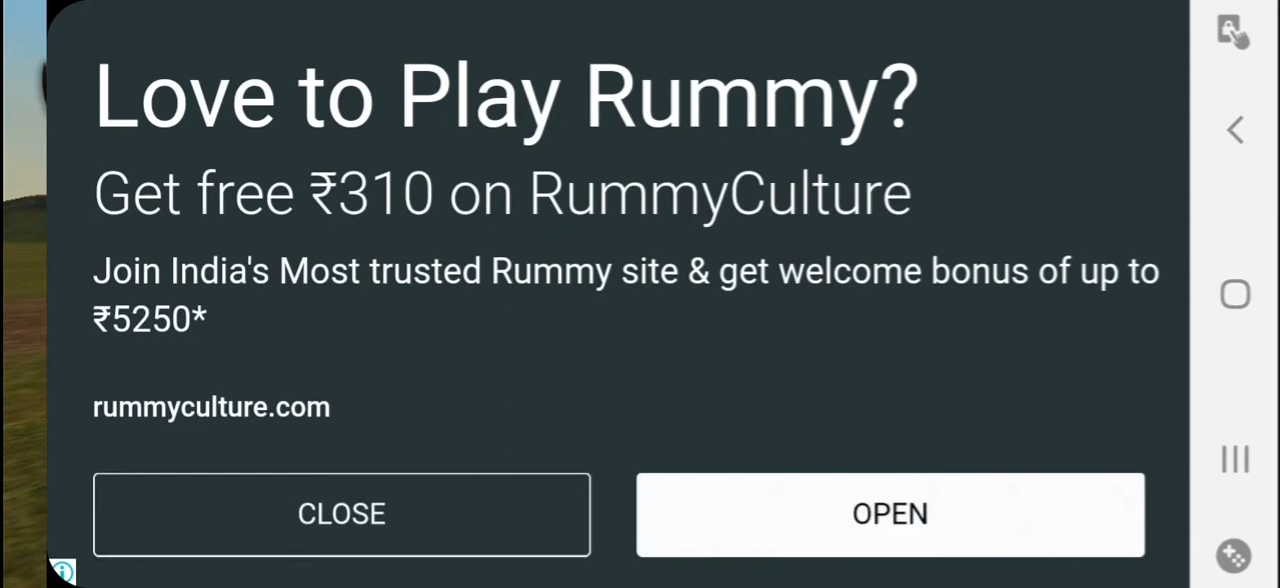 Love to Play Rummy?
Get free ₹310 on RummyCulture
Join India's Most trusted Rummy site & get welcome bonus of up to
₹5250*
rummyculture.com
CLOSE
OPEN